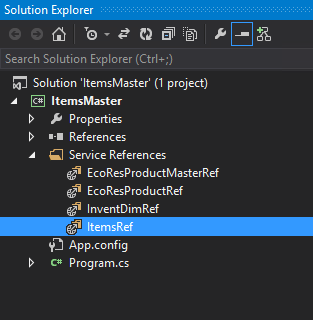 Solution Explorer
Search Solution Explorer (Ctrl+;)
Solution 'ItemsMaster' (1 project)
C# ItemsMaster
Properties
References
Service References
EcoResProductMasterRef
EcoResProductRef
InventDimRef
ItemsRef
App.config
C# Program.cs